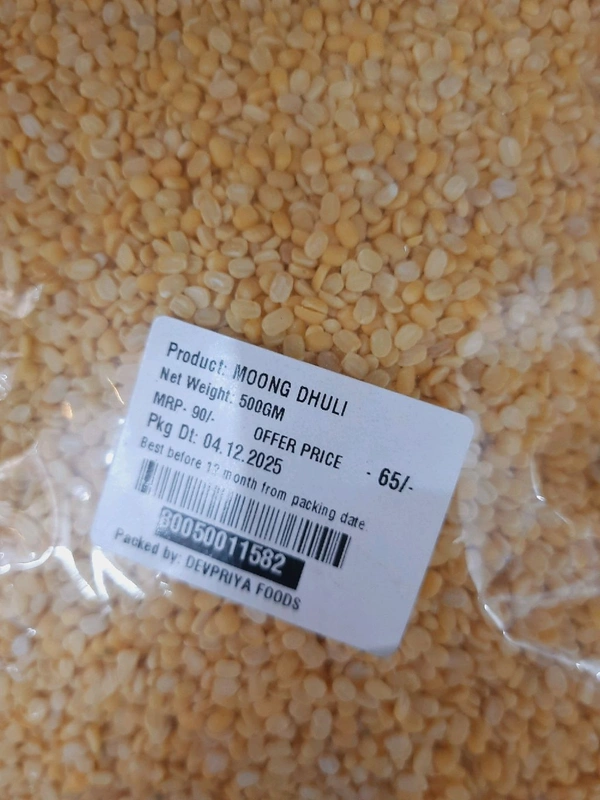 Product: MOONG DHULI
Net Weight: 500GM
MRP- 90/-
OFFER PRICE - 65/-
Pkg Dt: 04.12.2025
Best before month from packing date
B0050011582
Packed by: DEVPRIYA FOODS